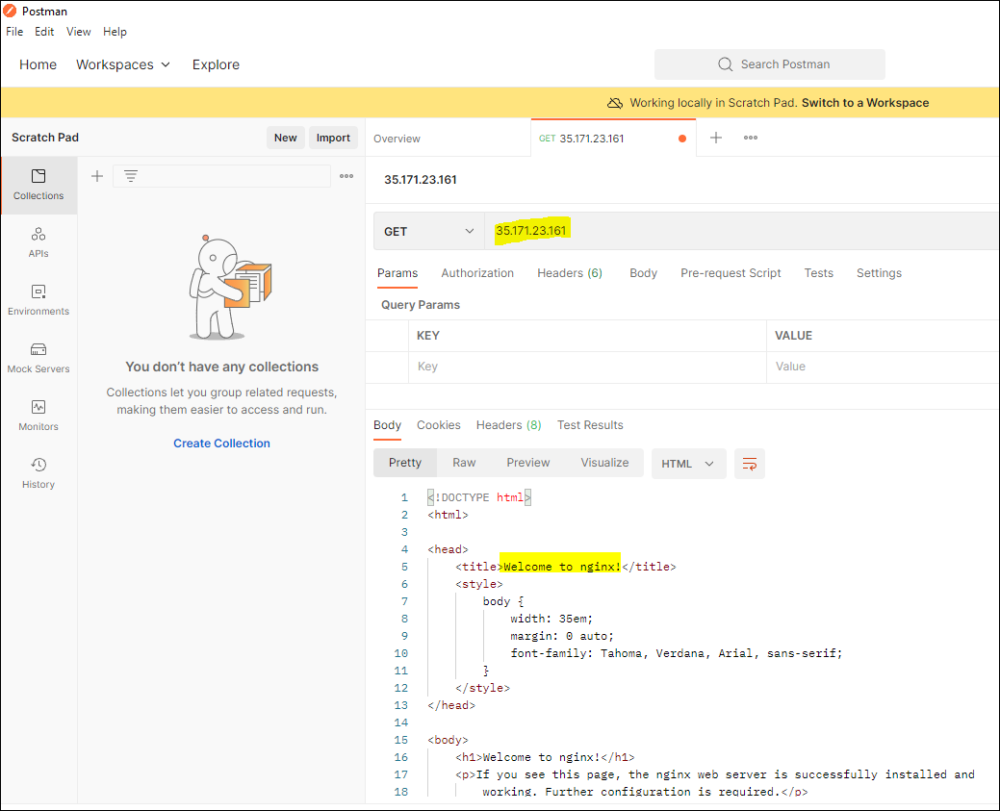 Postman
File Edit View Help
Home Workspaces Explore Search Postman
Working locally in Scratch Pad. Switch to a Workspace
Scratch Pad New Import
Overview GET 35.171.23.161
35.171.23.161
Collections
APIs
Environments
Mock Servers
Monitors
History
You don't have any collections
Collections let you group related requests,
making them easier to access and run.
Create Collection
GET 35.171.23.161
Params Authorization Headers (6) Body Pre-request Script Tests Settings
Query Params
KEY VALUE
Key Value
Body Cookies Headers (8) Test Results
Pretty Raw Preview Visualize HTML
1 <!DOCTYPE html>
2 <html>
3
4 <head>
5 <title>Welcome to nginx!</title>
6 <style>
7 body {
8 width: 35em;
9 margin: 0 auto;
10 font-family: Tahoma, Verdana, Arial, sans-serif;
11 }
12 </style>
13 </head>
14
15 <body>
16 <h1>Welcome to nginx!</h1>
17 <p>If you see this page, the nginx web server is successfully installed and
18 working. Further configuration is required.</p>